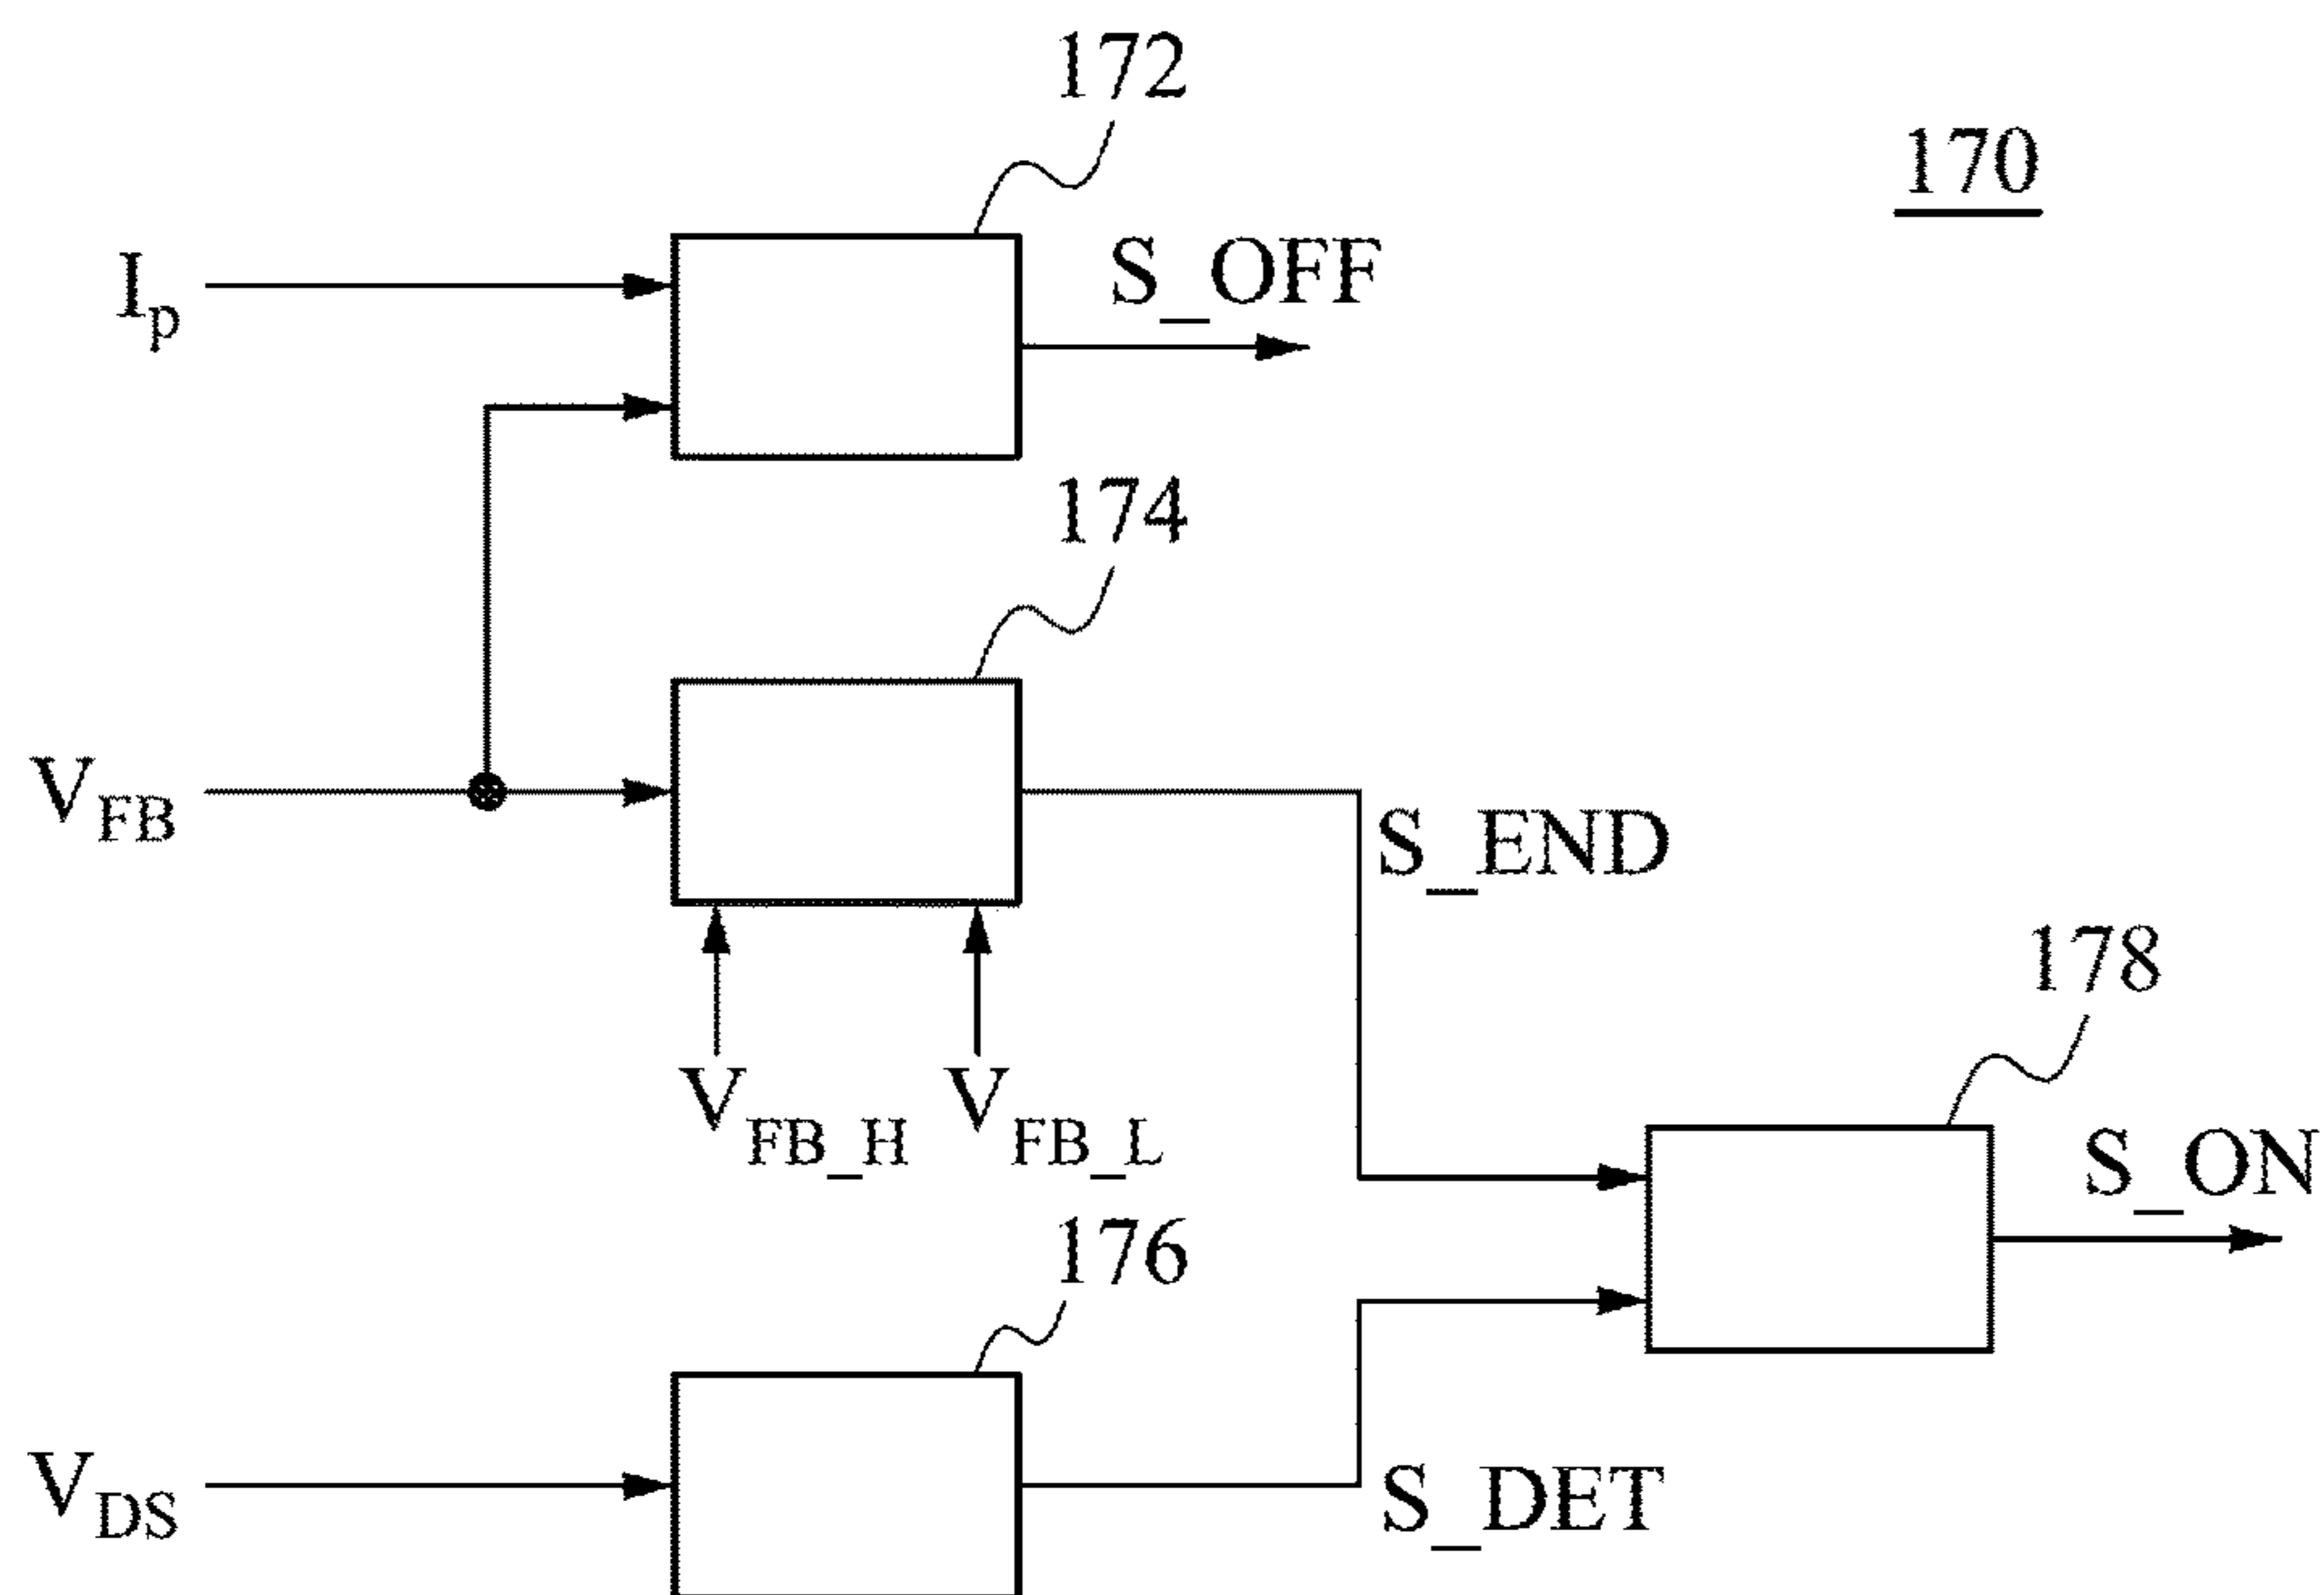 172
170
I_p
S_OFF
174
V_FB
S_END
178
V_FB_H
V_FB_L
S_ON
176
V_DS
S_DET